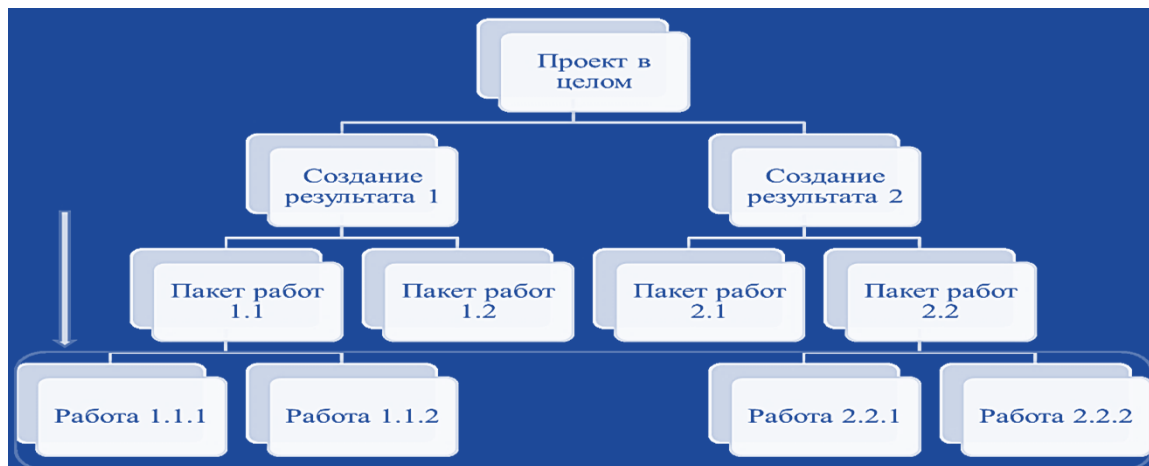 Проект в
целом
Создание
результата 1
Создание
результата 2
Пакет работ
1.1
Пакет работ
1.2
Пакет работ
2.1
Пакет работ
2.2
Работа 1.1.1
Работа 1.1.2
Работа 2.2.1
Работа 2.2.2